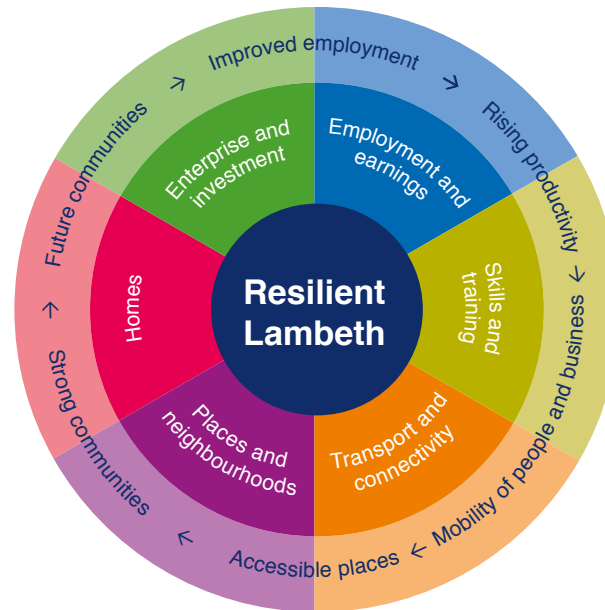 Resilient
Lambeth
Enterprise and
investment
Employment and
earnings
Skills and
training
Transport and
connectivity
Places and
neighbourhoods
Homes
Improved employment
→
Rising productivity
→
Mobility of people and business
→
Accessible places
→
Strong communities
→
Future communities
→